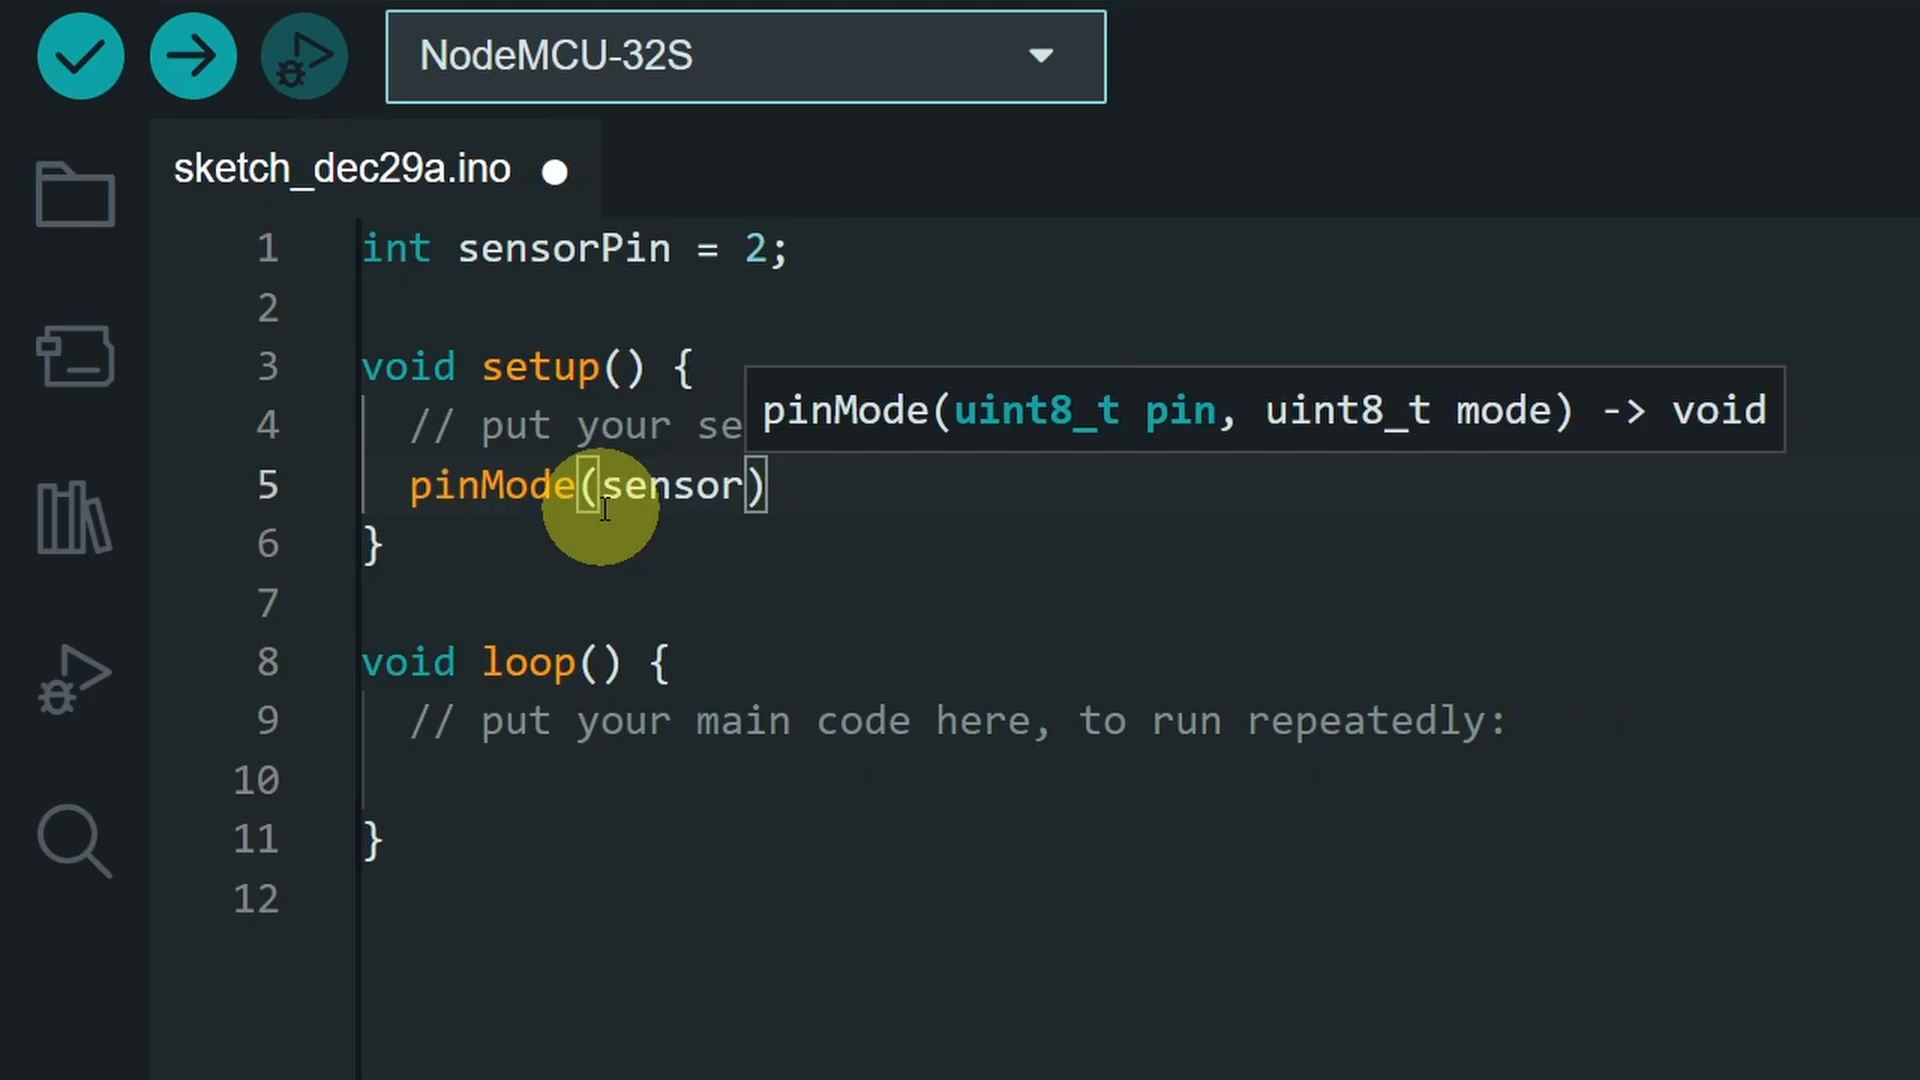 NodeMCU-32S
sketch_dec29a.ino
1 int sensorPin = 2;
2
3 void setup() {
pinMode(uint8_t pin, uint8_t mode) -> void
4 // put your se
5 pinMode(sensor)
6 }
7
8 void loop() {
9 // put your main code here, to run repeatedly:
10
11 }
12